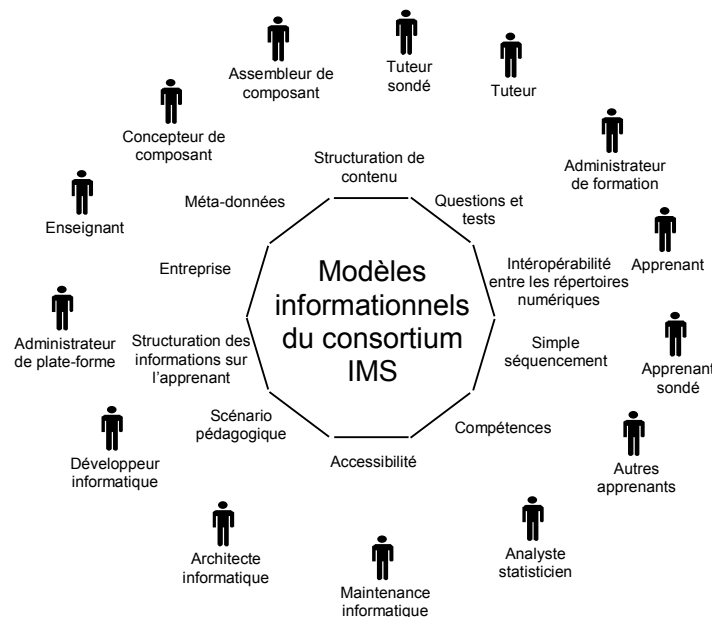 Assembleur de
composant
Tuteur
sondé
Tuteur
Concepteur de
composant
Administrateur
de formation
Enseignant
Apprenant
Administrateur
de plate-forme
Apprenant
sondé
Développeur
informatique
Autres
apprenants
Architecte
informatique
Maintenance
informatique
Analyste
statisticien
Structuration de
contenu
Méta-données
Questions et
tests
Entreprise
Intéropérabilité
entre les répertoires
numériques
Structuration des
informations sur
l'apprenant
Simple
séquencement
Scénario
pédagogique
Compétences
Accessibilité
Modèles
informationnels
du consortium
IMS